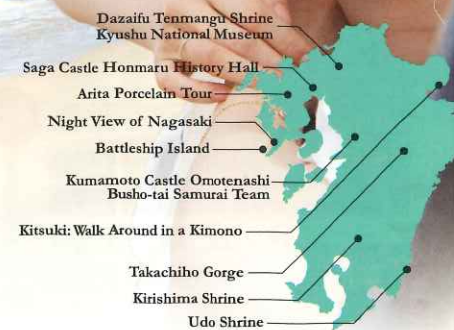 Dazaifu Tenmangu Shrine
Kyushu National Museum
Saga Castle Honmaru History Hall
Arita Porcelain Tour
Night View of Nagasaki
Battleship Island
Kumamoto Castle Omotenashi
Busho-tai Samurai Team
Kitsuki: Walk Around in a Kimono
Takachiho Gorge
Kirishima Shrine
Udo Shrine